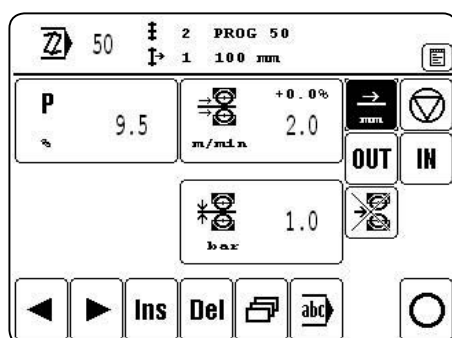 50 2 PROG 50
1 100 mm
P % 9.5
+0.0%
m/min 2.0
mm
OUT IN
bar 1.0
Ins Del abc